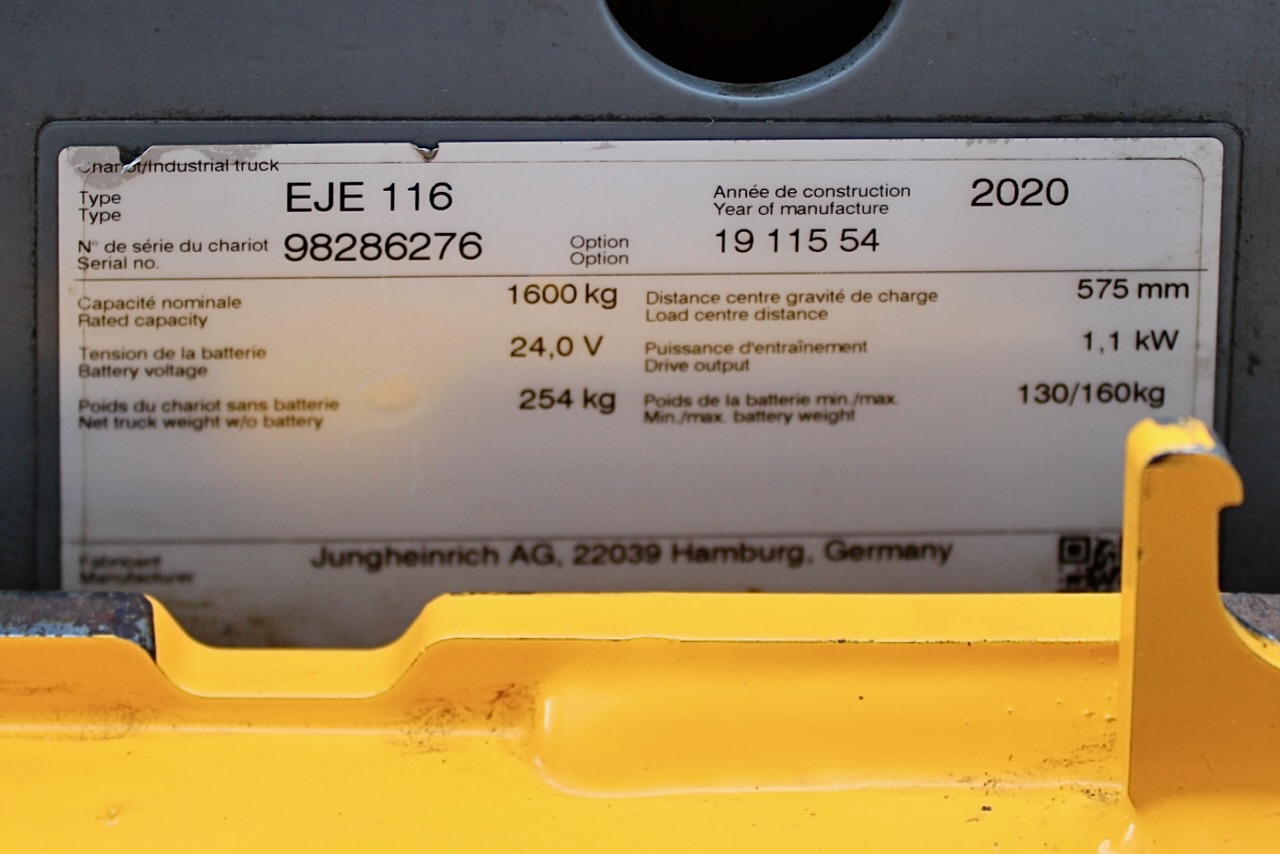 Chariot/Industrial truck
Type EJE 116 Année de construction 2020
Type Year of manufacture
N° de série du chariot 98286276 Option 19 115 54
Serial no. Option
Capacité nominale 1600 kg Distance centre gravité de charge 575 mm
Rated capacity Load centre distance
Tension de la batterie 24,0 V Puissance d'entraînement 1,1 kW
Battery voltage Drive output
Poids du chariot sans batterie 254 kg Poids de la batterie min./max. 130/160kg
Net truck weight w/o battery Min./max. battery weight
Fabricant Jungheinrich AG, 22039 Hamburg, Germany
Manufacturer